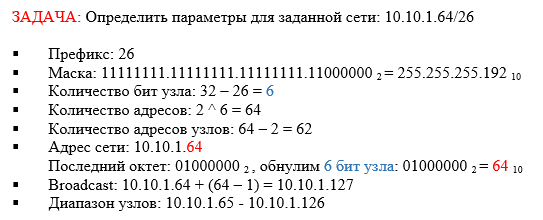 ЗАДАЧА: Определить параметры для заданной сети: 10.10.1.64/26
▪ Префикс: 26
▪ Маска: 11111111.11111111.11111111.11000000 2 = 255.255.255.192 10
▪ Количество бит узла: 32 – 26 = 6
▪ Количество адресов: 2 ^ 6 = 64
▪ Количество адресов узлов: 64 – 2 = 62
▪ Адрес сети: 10.10.1.64
Последний октет: 01000000 2 , обнулим 6 бит узла: 01000000 2 = 64 10
▪ Broadcast: 10.10.1.64 + (64 – 1) = 10.10.1.127
▪ Диапазон узлов: 10.10.1.65 - 10.10.1.126